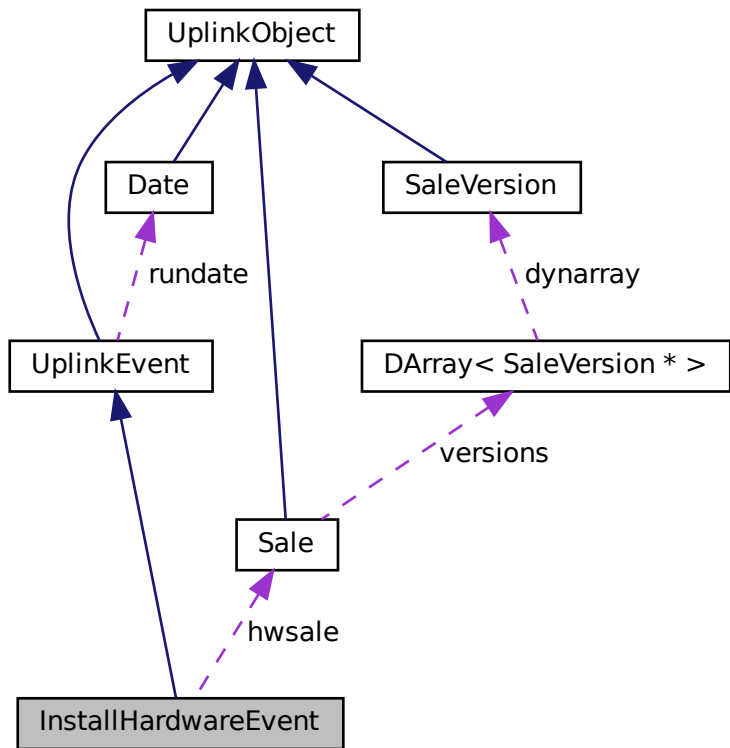 UplinkObject
Date
SaleVersion
rundate
dynarray
UplinkEvent
DArray< SaleVersion * >
versions
Sale
hwsale
InstallHardwareEvent